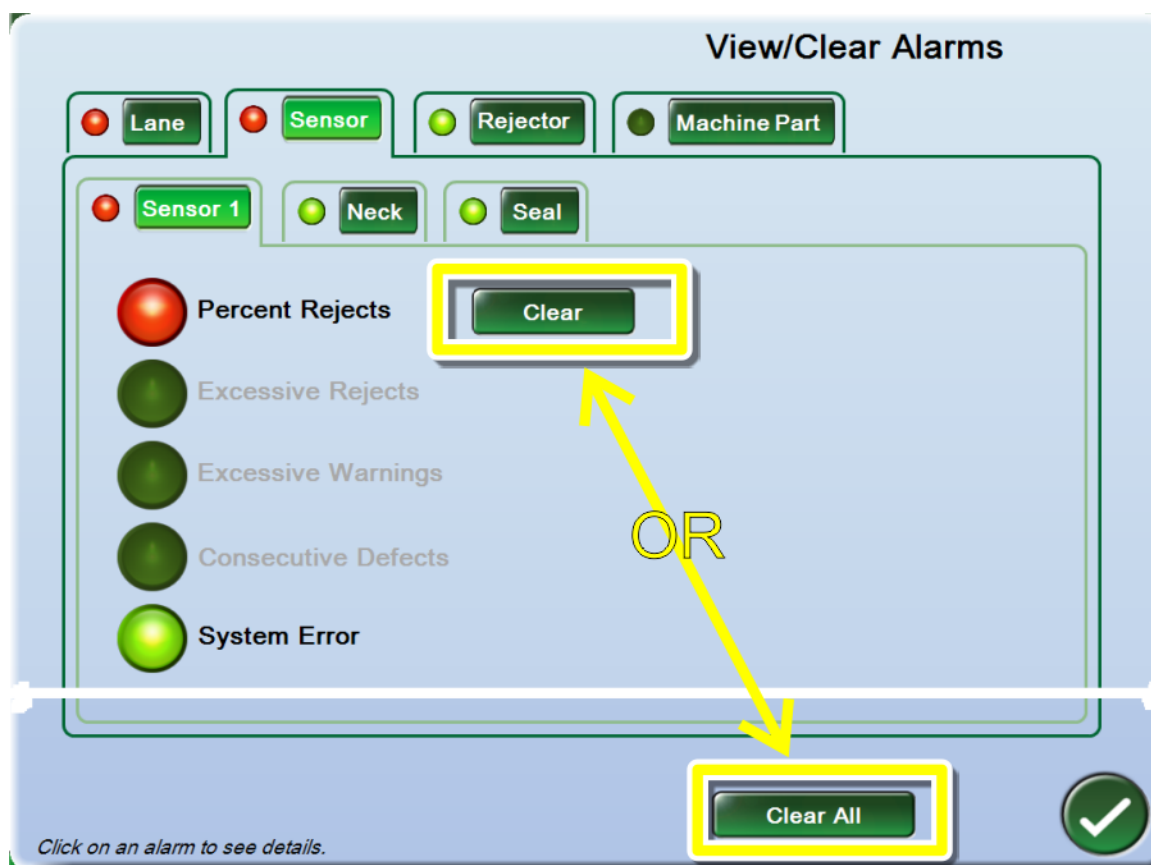 View/Clear Alarms
Lane Sensor Rejector Machine Part
Sensor 1 Neck Seal
Percent Rejects Clear
Excessive Rejects
Excessive Warnings
OR
Consecutive Defects
System Error
Clear All
Click on an alarm to see details.